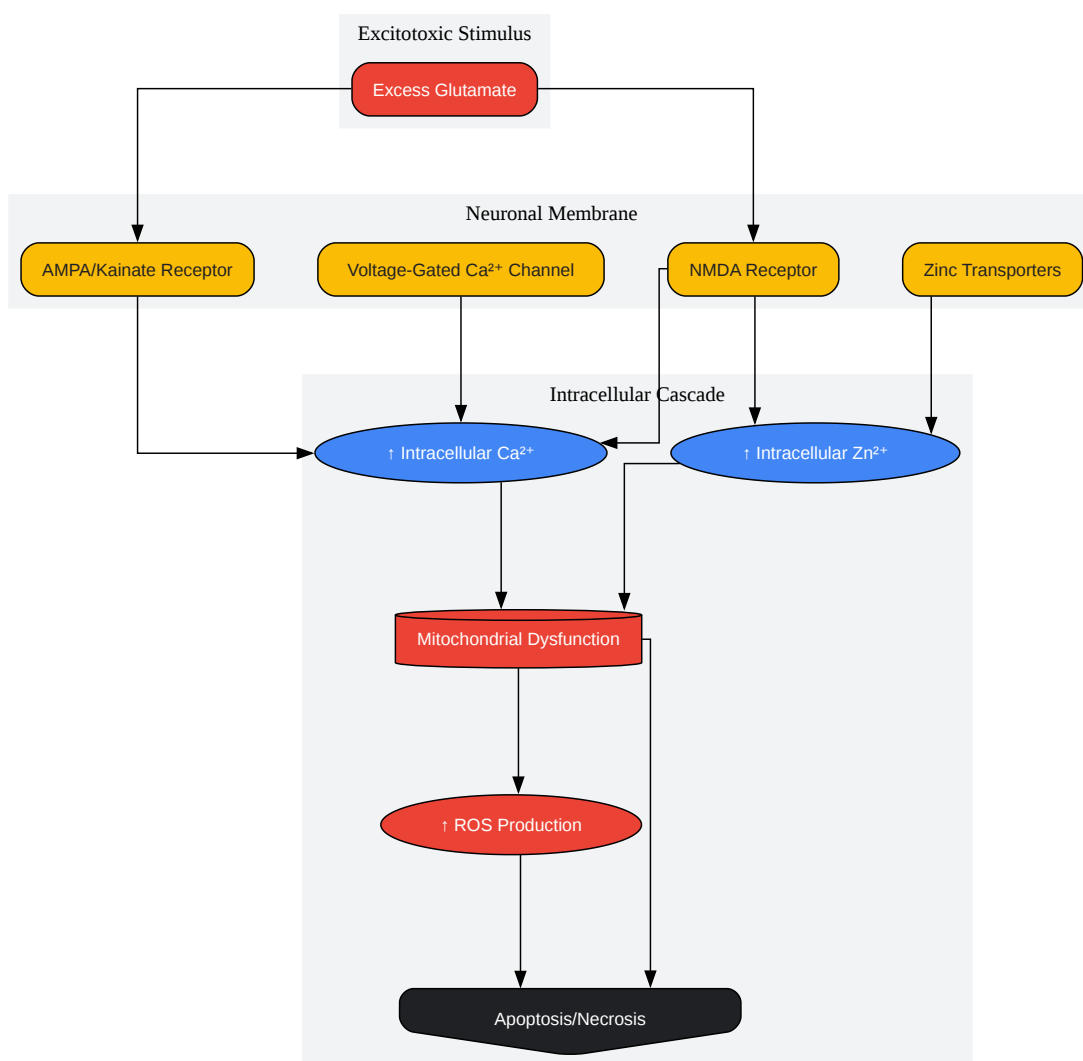 Excitotoxic Stimulus
Excess Glutamate
Neuronal Membrane
AMPA/Kainate Receptor
Voltage-Gated Ca²⁺ Channel
NMDA Receptor
Zinc Transporters
Intracellular Cascade
↑ Intracellular Ca²⁺
↑ Intracellular Zn²⁺
Mitochondrial Dysfunction
↑ ROS Production
Apoptosis/Necrosis